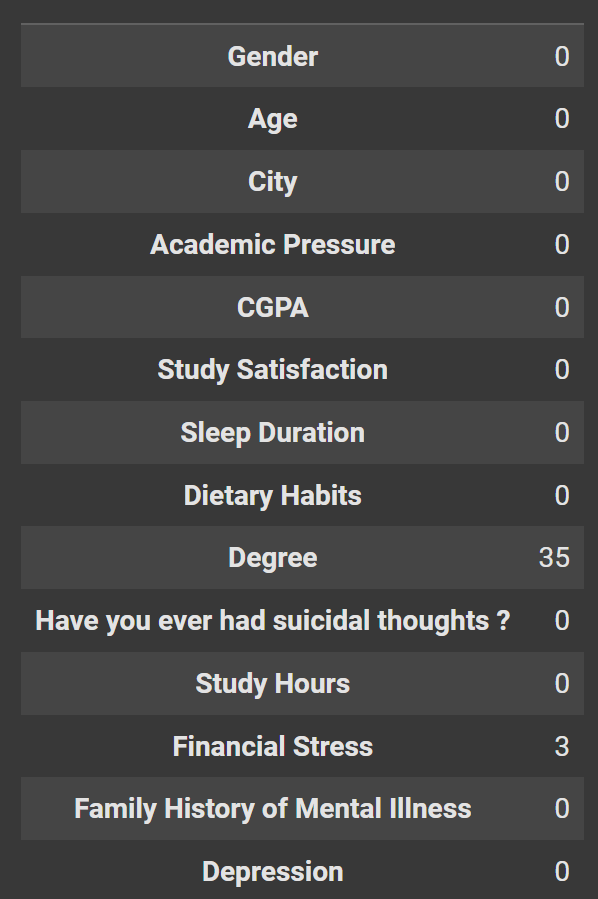 Gender 0
Age 0
City 0
Academic Pressure 0
CGPA 0
Study Satisfaction 0
Sleep Duration 0
Dietary Habits 0
Degree 35
Have you ever had suicidal thoughts ? 0
Study Hours 0
Financial Stress 3
Family History of Mental Illness 0
Depression 0